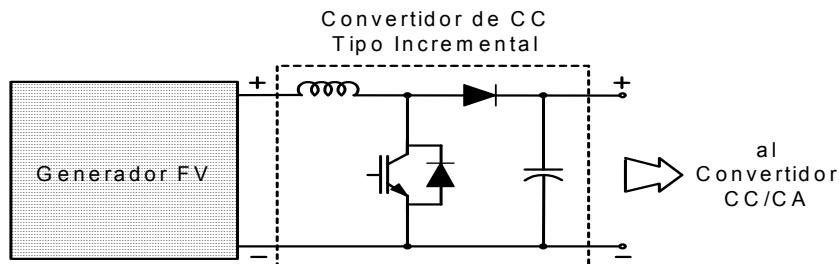 Convertidor de CC
Tipo Incremental
+
+
Generador FV
al
Convertidor
CC/CA
−
−